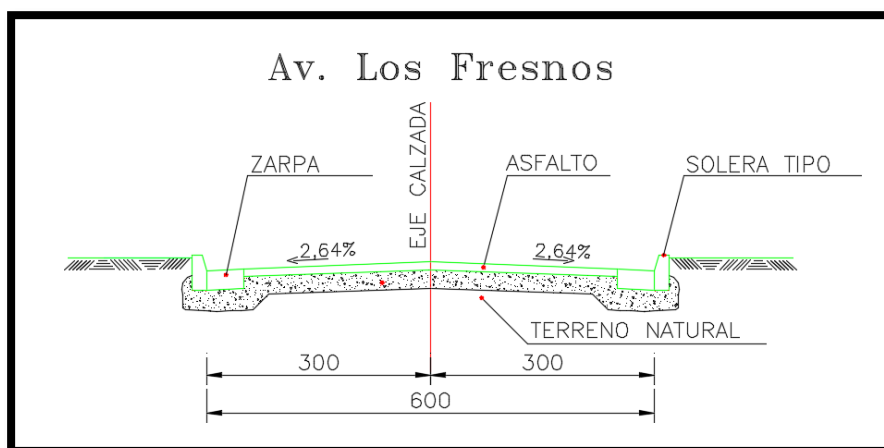 Av. Los Fresnos
EJE CALZADA
ZARPA
ASFALTO
SOLERA TIPO
2,64%
2,64%
TERRENO NATURAL
300
300
600